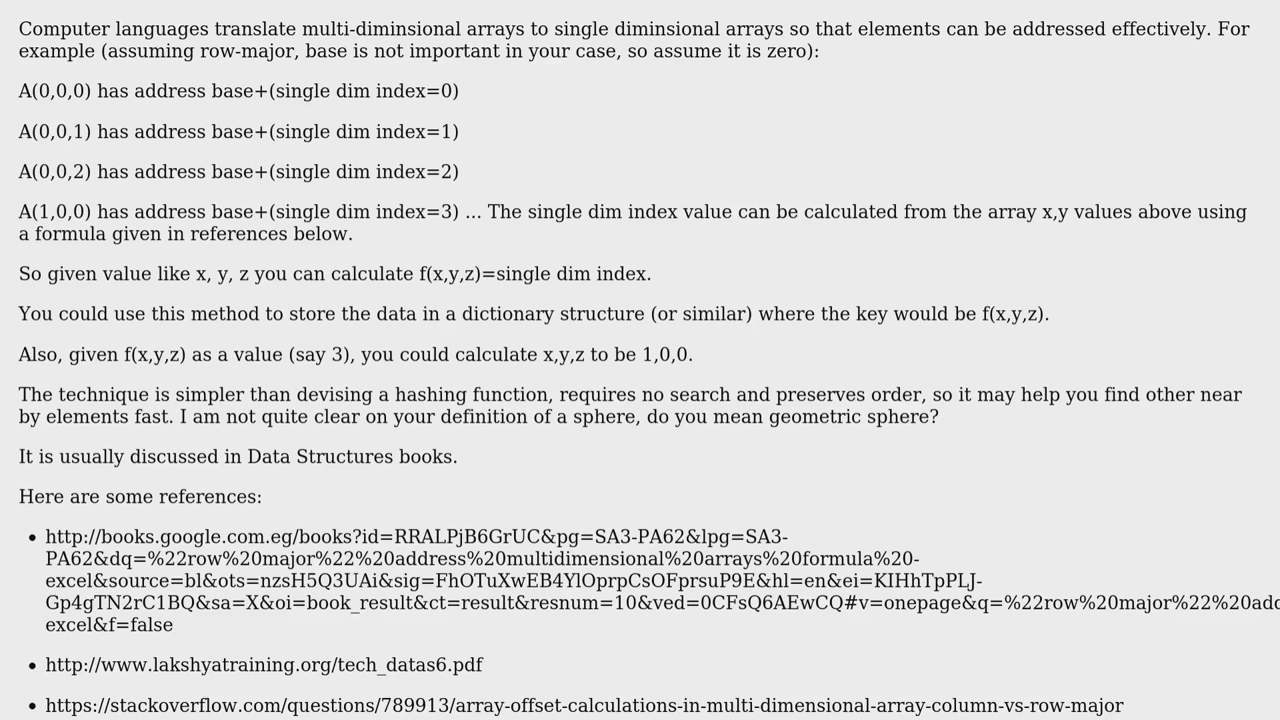 Computer languages translate multi-diminsional arrays to single diminsional arrays so that elements can be addressed effectively. For
example (assuming row-major, base is not important in your case, so assume it is zero):
A(0,0,0) has address base+(single dim index=0)
A(0,0,1) has address base+(single dim index=1)
A(0,0,2) has address base+(single dim index=2)
A(1,0,0) has address base+(single dim index=3) ... The single dim index value can be calculated from the array x,y values above using
a formula given in references below.
So given value like x, y, z you can calculate f(x,y,z)=single dim index.
You could use this method to store the data in a dictionary structure (or similar) where the key would be f(x,y,z).
Also, given f(x,y,z) as a value (say 3), you could calculate x,y,z to be 1,0,0.
The technique is simpler than devising a hashing function, requires no search and preserves order, so it may help you find other near
by elements fast. I am not quite clear on your definition of a sphere, do you mean geometric sphere?
It is usually discussed in Data Structures books.
Here are some references:
• http://books.google.com.eg/books?id=RRALPjB6GrUC&pg=SA3-PA62&lpg=SA3-
PA62&dq=%22row%20major%22%20address%20multidimensional%20arrays%20formula%20-
excel&source=bl&ots=nzsH5Q3UAi&sig=FhOTuXwEB4YlOprpCsOFprsuP9E&hl=en&ei=KIHhTpPLJ-
Gp4gTN2rC1BQ&sa=X&oi=book_result&ct=result&resnum=10&ved=0CFsQ6AEwCQ#v=onepage&q=%22row%20major%22%20add
excel&f=false
• http://www.lakshyatraining.org/tech_datas6.pdf
• https://stackoverflow.com/questions/789913/array-offset-calculations-in-multi-dimensional-array-column-vs-row-major